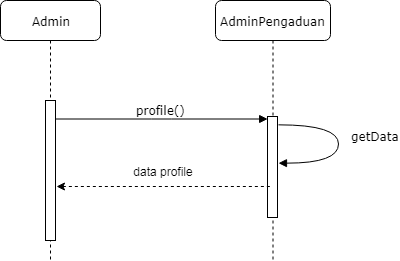 Admin
AdminPengaduan
profile()
getData
data profile